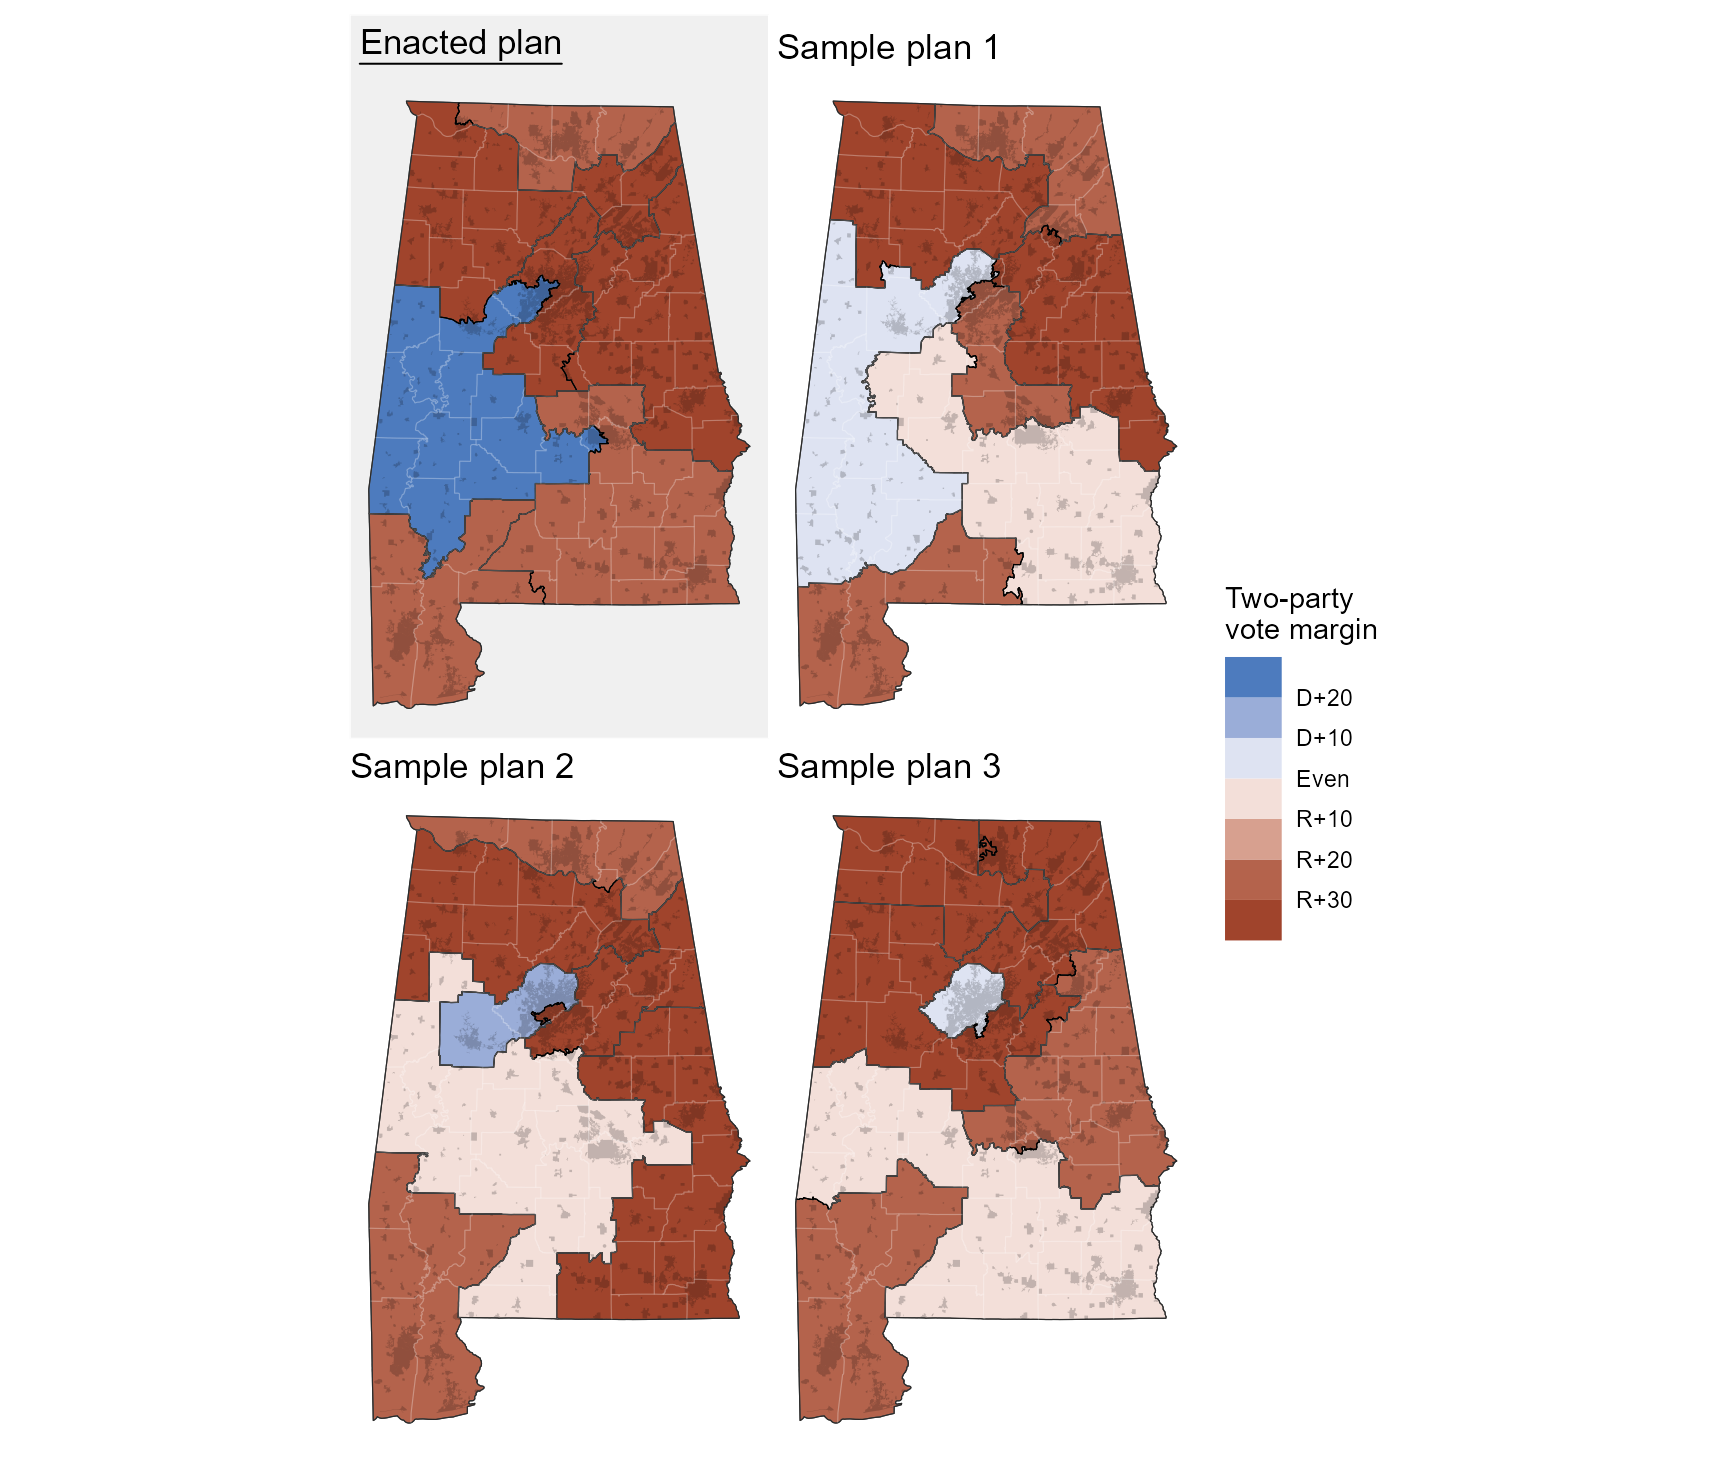 Enacted plan
Sample plan 1
Sample plan 2
Sample plan 3
Two-party
vote margin
D+20
D+10
Even
R+10
R+20
R+30